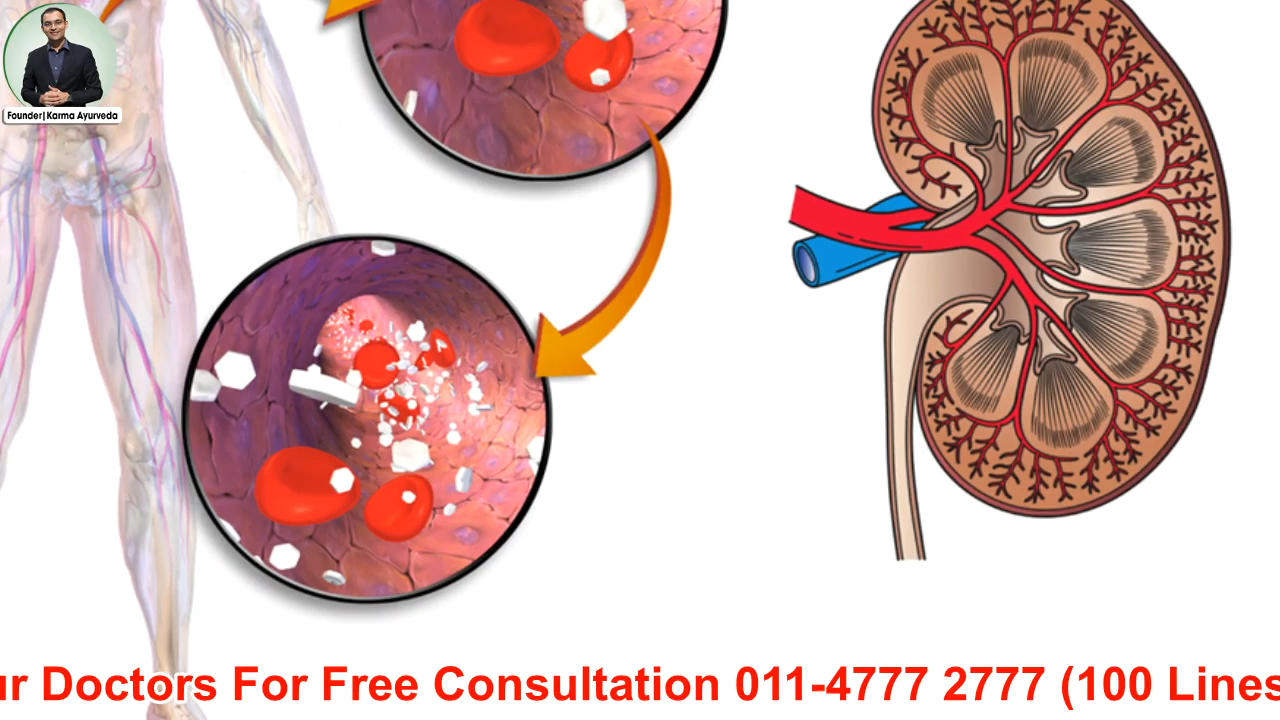 Founder|Karma Ayurveda
ur Doctors For Free Consultation 011-4777 2777 (100 Lines